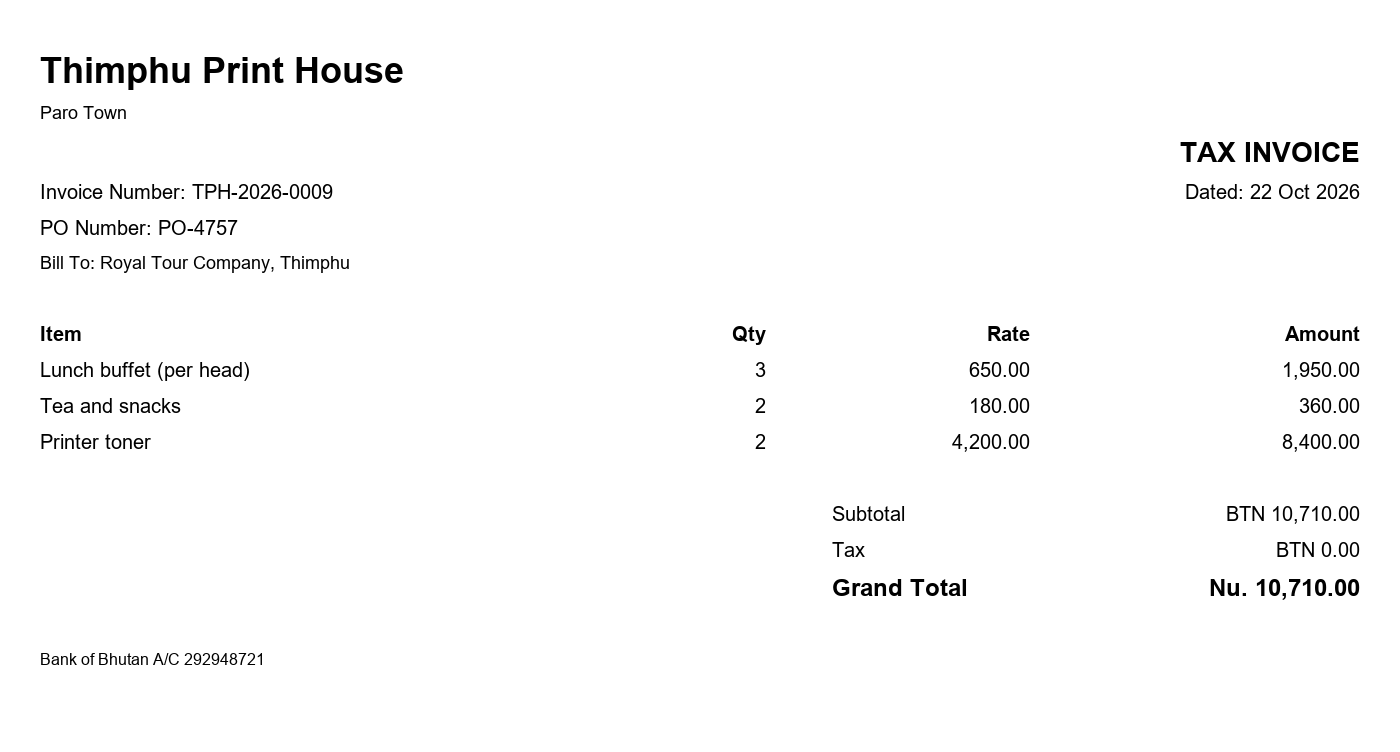 Thimphu Print House
Paro Town
TAX INVOICE
Invoice Number: TPH-2026-0009 Dated: 22 Oct 2026
PO Number: PO-4757
Bill To: Royal Tour Company, Thimphu
Item Qty Rate Amount
Lunch buffet (per head) 3 650.00 1,950.00
Tea and snacks 2 180.00 360.00
Printer toner 2 4,200.00 8,400.00
Subtotal BTN 10,710.00
Tax BTN 0.00
Grand Total Nu. 10,710.00
Bank of Bhutan A/C 292948721